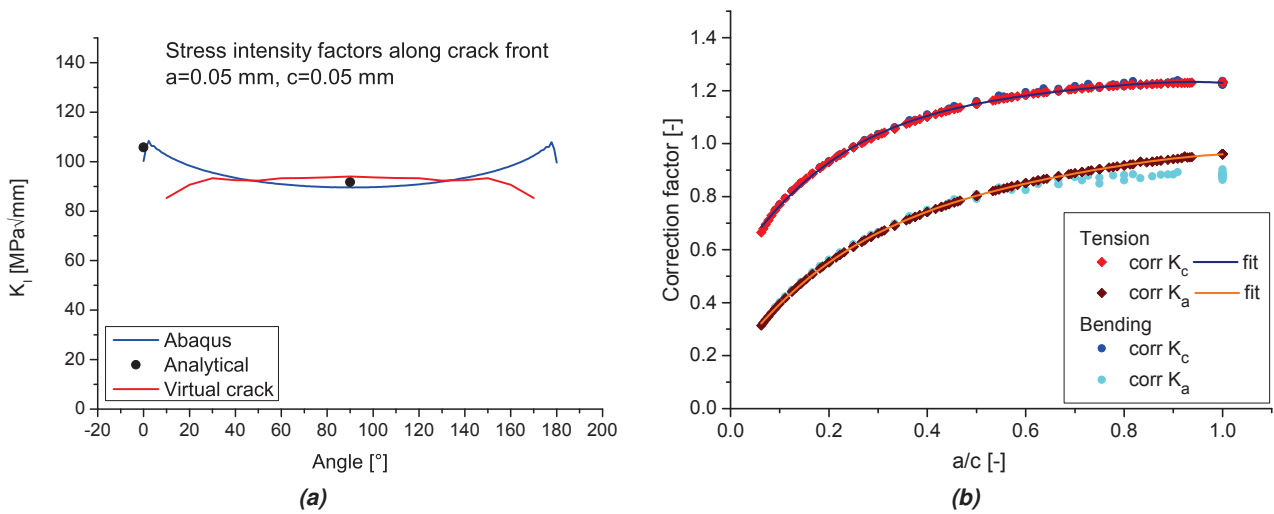 Stress intensity factors along crack front
a=0.05 mm, c=0.05 mm
140
120
100
80
60
40
20
0
-20 0 20 40 60 80 100 120 140 160 180 200
K_I [MPa√mm]
Angle [°]
Abaqus
Analytical
Virtual crack
(a)
1.4
1.2
1.0
0.8
0.6
0.4
0.2
0.0
0.0 0.2 0.4 0.6 0.8 1.0
Correction factor [-]
a/c [-]
Tension
corr K_c fit
corr K_a fit
Bending
corr K_c
corr K_a
(b)